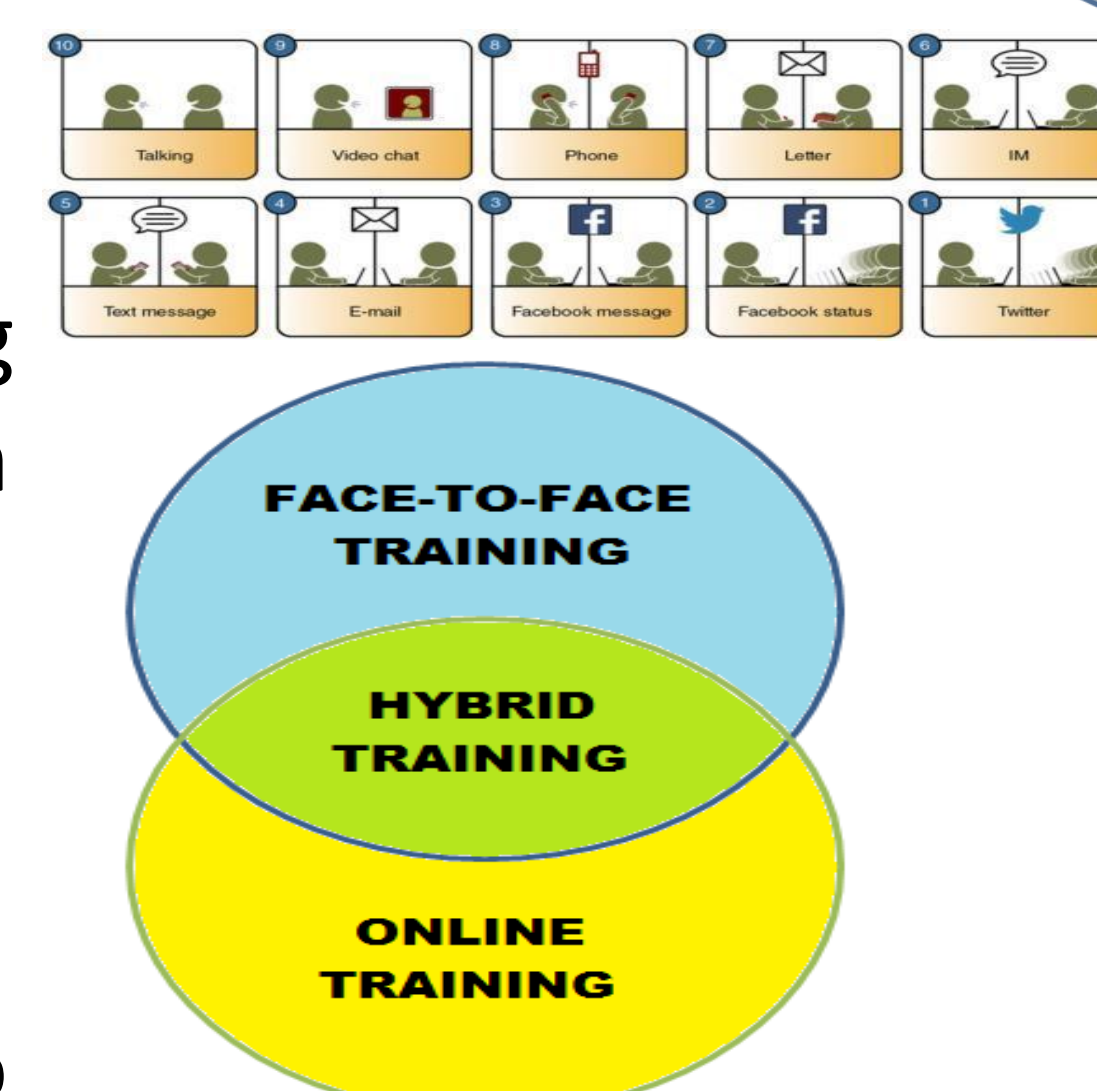 10 9 8 7 6
Talking Video chat Phone Letter IM
5 4 3 2 1
Text message E-mail Facebook message Facebook status Twitter
g
FACE-TO-FACE
TRAINING
HYBRID
TRAINING
ONLINE
TRAINING